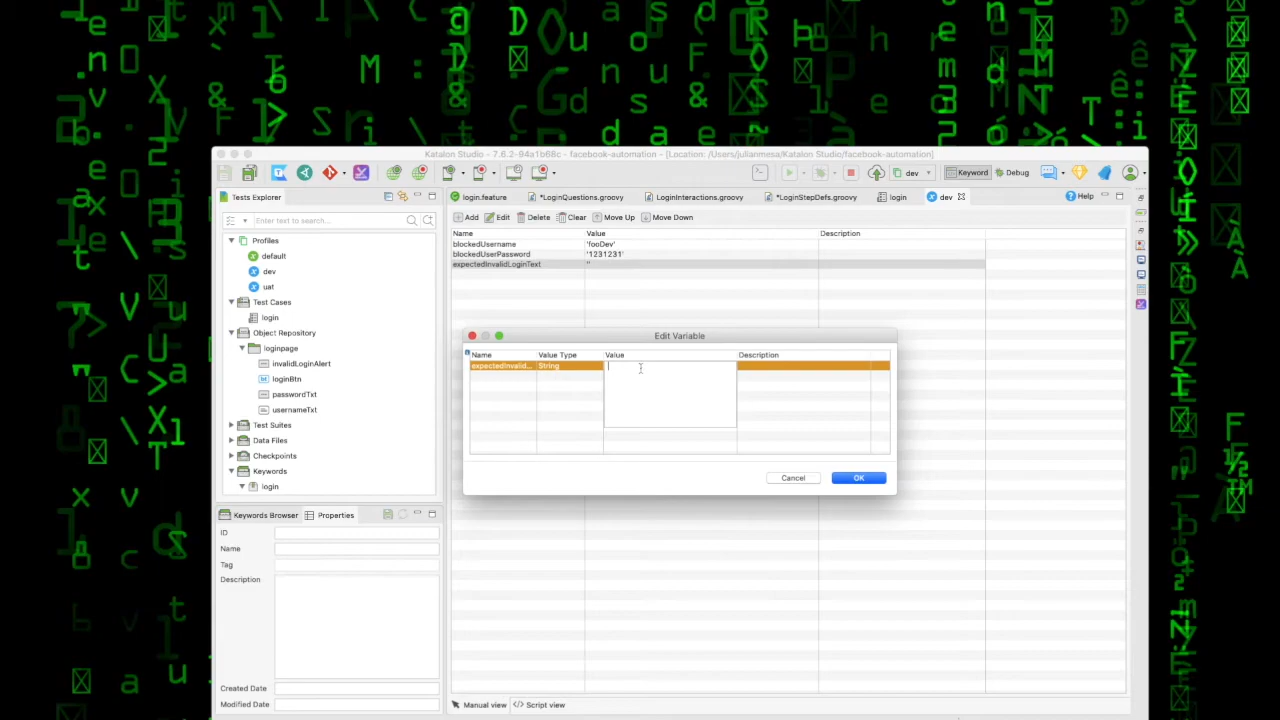 Katalon Studio - 7.6.2-94a1b68c - facebook-automation - [Location: /Users/julianmesa/Katalon Studio/facebook-automation]
dev
Keyword
Debug
Tests Explorer
login.feature
*LoginQuestions.groovy
LoginInteractions.groovy
*LoginStepDefs.groovy
login
dev
Help
Enter text to search...
Add
Edit
Delete
Clear
Move Up
Move Down
Name Value Description
blockedUsername 'fooDev'
blockedUserPassword '1231231'
expectedInvalidLoginText ''
Profiles
default
dev
uat
Test Cases
login
Object Repository
loginpage
invalidLoginAlert
loginBtn
passwordTxt
usernameTxt
Test Suites
Data Files
Checkpoints
Keywords
login
Edit Variable
Name Value Type Value Description
expectedInvalid... String
Cancel
OK
Keywords Browser
Properties
ID
Name
Tag
Description
Created Date
Modified Date
Manual view
Script view